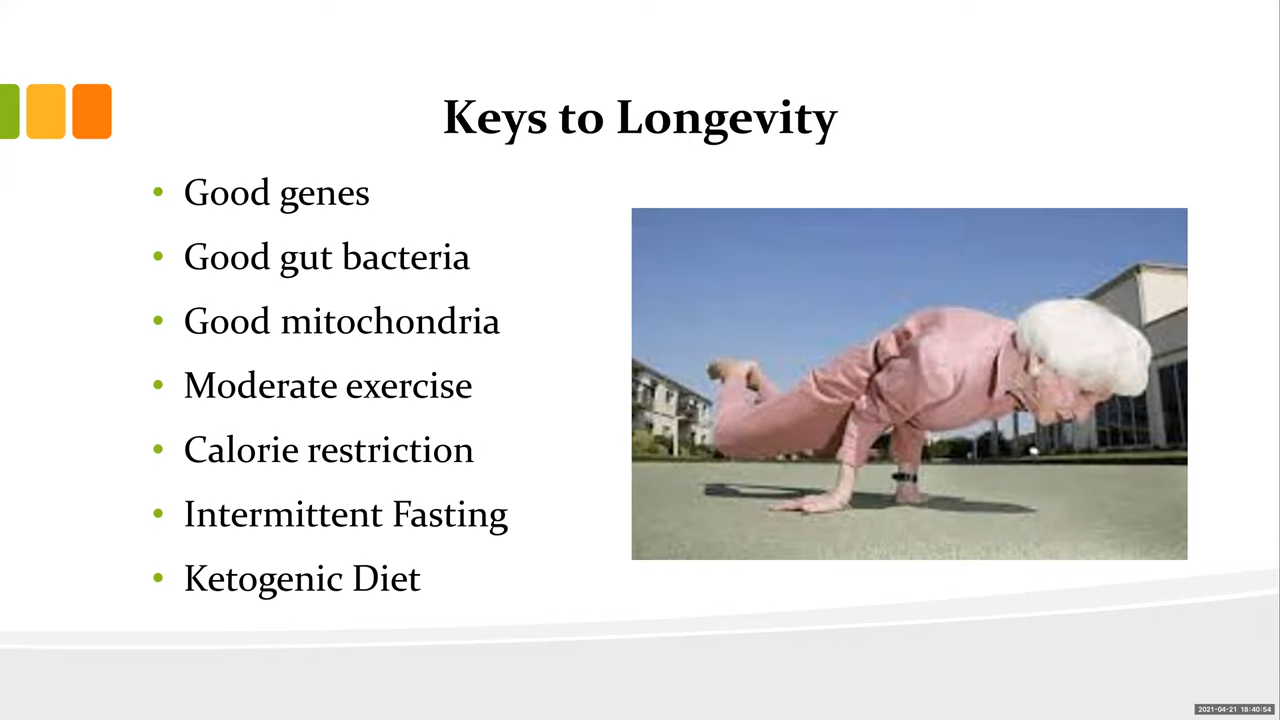 Keys to Longevity
Good genes
Good gut bacteria
Good mitochondria
Moderate exercise
Calorie restriction
Intermittent Fasting
Ketogenic Diet
2021-04-21 18:40:54